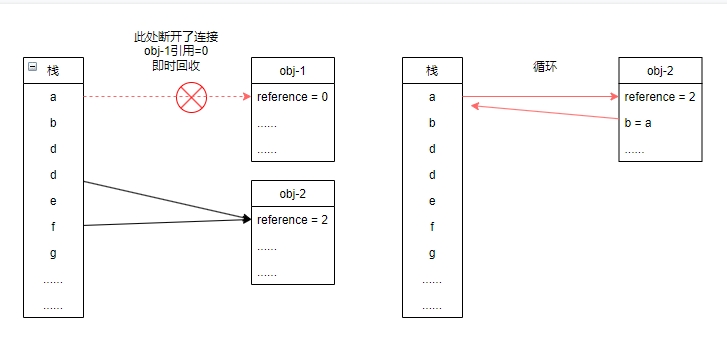 此处断开了连接
obj-1引用=0
即时回收
栈
a
b
d
d
e
f
g
......
......
obj-1
reference = 0
......
......
obj-2
reference = 2
......
......
栈
a
b
d
d
e
f
g
......
......
循环
obj-2
reference = 2
b = a
......